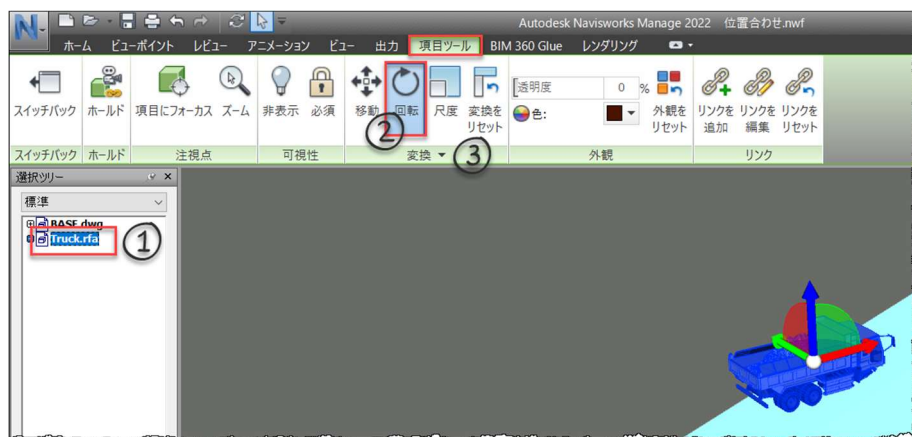 Autodesk Navisworks Manage 2022 位置合わせ.nwf
ホーム ビューポイント レビュー アニメーション ビュー 出力 項目ツール BIM 360 Glue レンダリング
スイッチバック ホールド 項目にフォーカス ズーム 非表示 必須 移動 回転 尺度 変換を
リセット
透明度 0 %
色:
外観を
リセット
リンクを 追加
リンクを 編集
リンクを リセット
② ③
スイッチバック ホールド 注視点 可視性 変換 外観 リンク
選択ツリー
標準
BASE.dwg
Truck.rfa
①